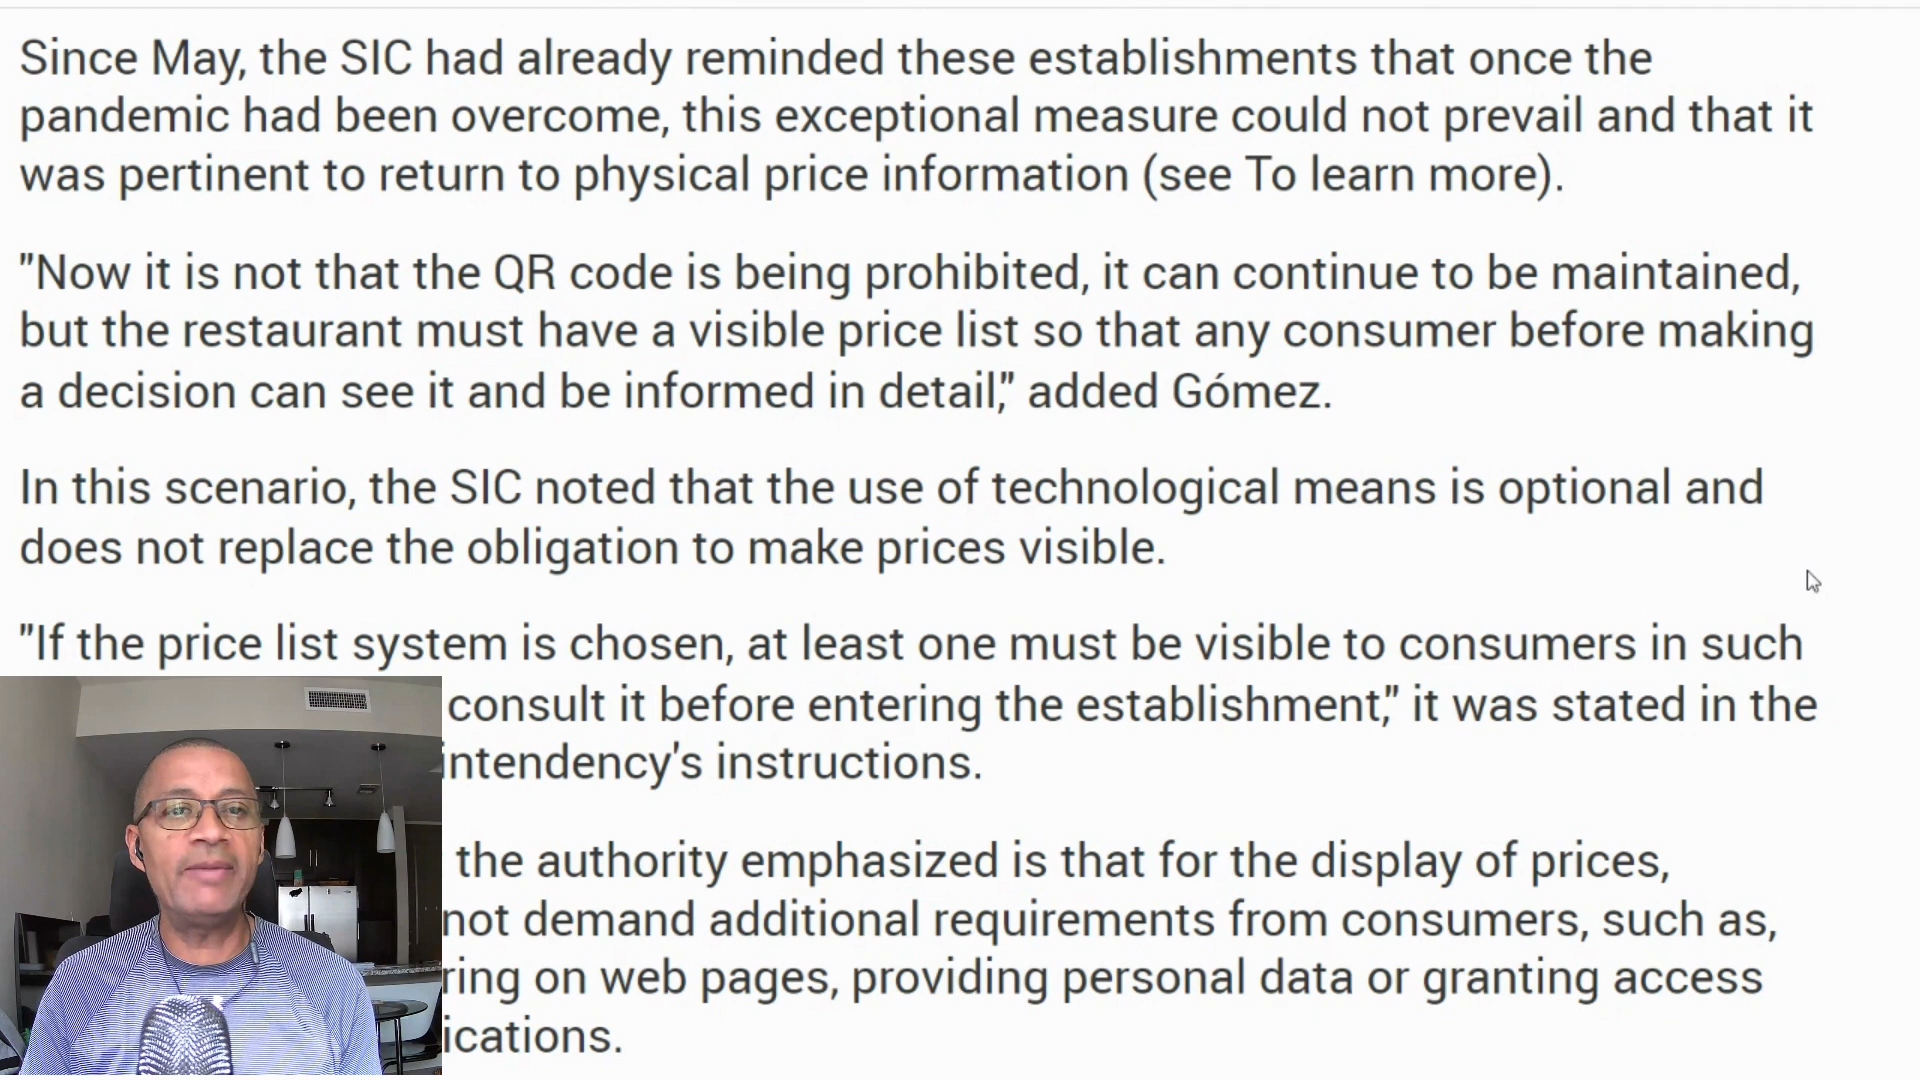 Since May, the SIC had already reminded these establishments that once the
pandemic had been overcome, this exceptional measure could not prevail and that it
was pertinent to return to physical price information (see To learn more).
"Now it is not that the QR code is being prohibited, it can continue to be maintained,
but the restaurant must have a visible price list so that any consumer before making
a decision can see it and be informed in detail," added Gómez.
In this scenario, the SIC noted that the use of technological means is optional and
does not replace the obligation to make prices visible.
"If the price list system is chosen, at least one must be visible to consumers in such
consult it before entering the establishment," it was stated in the
intendency's instructions.
the authority emphasized is that for the display of prices,
not demand additional requirements from consumers, such as,
ring on web pages, providing personal data or granting access
ications.